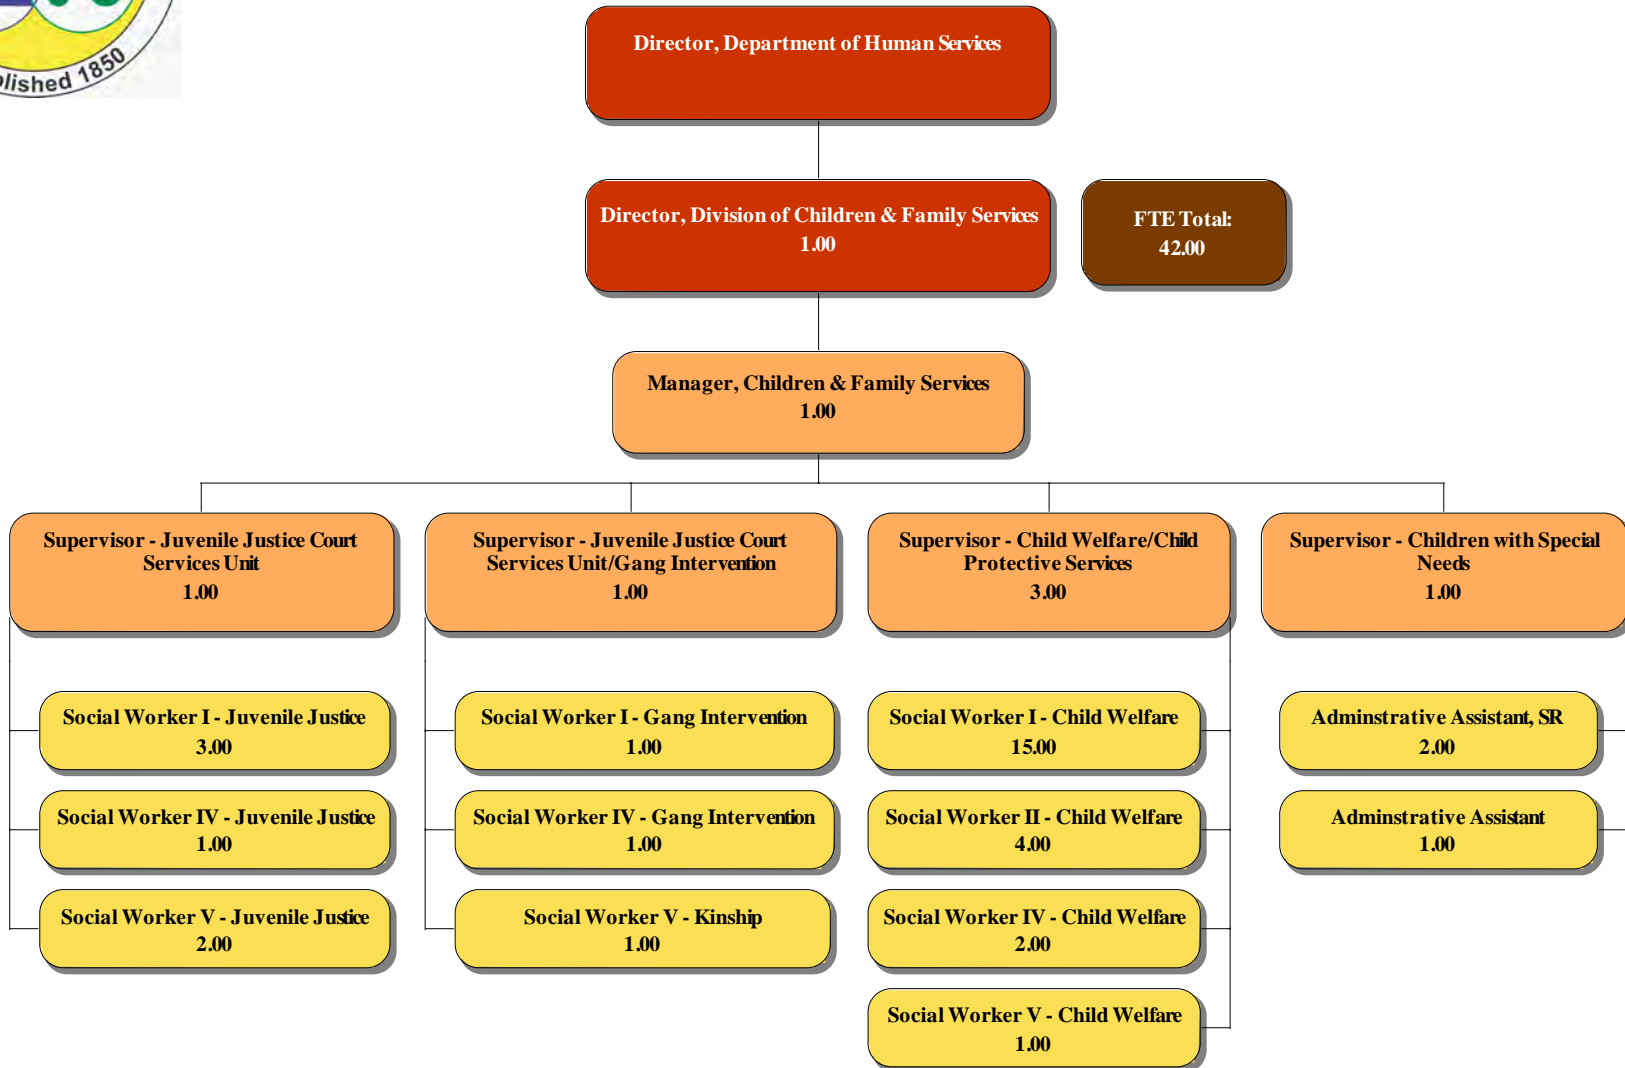 1850
Director, Department of Human Services
Director, Division of Children & Family Services
1.00
FTE Total:
42.00
Manager, Children & Family Services
1.00
Supervisor - Juvenile Justice Court
Services Unit
1.00
Supervisor - Juvenile Justice Court
Services Unit/Gang Intervention
1.00
Supervisor - Child Welfare/Child
Protective Services
3.00
Supervisor - Children with Special
Needs
1.00
Social Worker I - Juvenile Justice
3.00
Social Worker IV - Juvenile Justice
1.00
Social Worker V - Juvenile Justice
2.00
Social Worker I - Gang Intervention
1.00
Social Worker IV - Gang Intervention
1.00
Social Worker V - Kinship
1.00
Social Worker I - Child Welfare
15.00
Social Worker II - Child Welfare
4.00
Social Worker IV - Child Welfare
2.00
Social Worker V - Child Welfare
1.00
Adminstrative Assistant, SR
2.00
Adminstrative Assistant
1.00